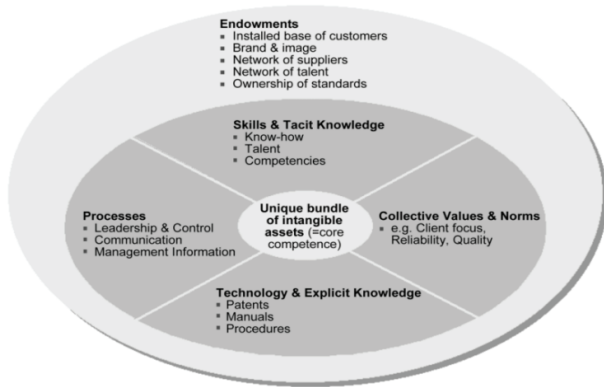 Endowments
▪ Installed base of customers
▪ Brand & image
▪ Network of suppliers
▪ Network of talent
▪ Ownership of standards
Skills & Tacit Knowledge
▪ Know-how
▪ Talent
▪ Competencies
Processes
▪ Leadership & Control
▪ Communication
▪ Management Information
Unique bundle
of intangible
assets (=core
competence)
Collective Values & Norms
▪ e.g. Client focus,
Reliability, Quality
Technology & Explicit Knowledge
▪ Patents
▪ Manuals
▪ Procedures